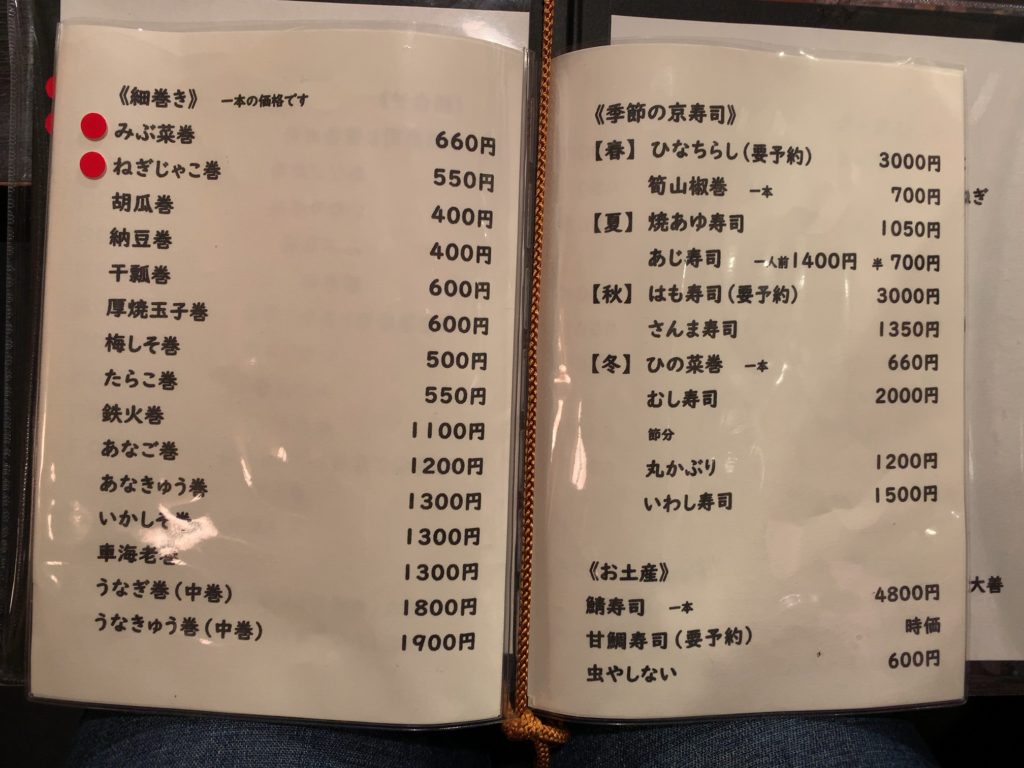 《細巻き》 一本の価格です
みぶ菜巻 660円
ねぎじゃこ巻 550円
胡瓜巻 400円
納豆巻 400円
干瓢巻 600円
厚焼玉子巻 600円
梅しそ巻 500円
たらこ巻 550円
鉄火巻 1100円
あなご巻 1200円
あなきゅう巻 1300円
いかしそ巻 1300円
車海老巻 1300円
うなぎ巻(中巻) 1800円
うなきゅう巻(中巻) 1900円
《季節の京寿司》
【春】 ひなちらし(要予約) 3000円
筍山椒巻 一本 700円
【夏】 焼あゆ寿司 1050円
あじ寿司 一人前1400円 半 700円
【秋】 はも寿司(要予約) 3000円
さんま寿司 1350円
【冬】 ひの菜巻 一本 660円
むし寿司 2000円
節分
丸かぶり 1200円
いわし寿司 1500円
《お土産》
鯖寿司 一本 4800円
甘鯛寿司(要予約) 時価
虫やしない 600円
ねぎ
大善